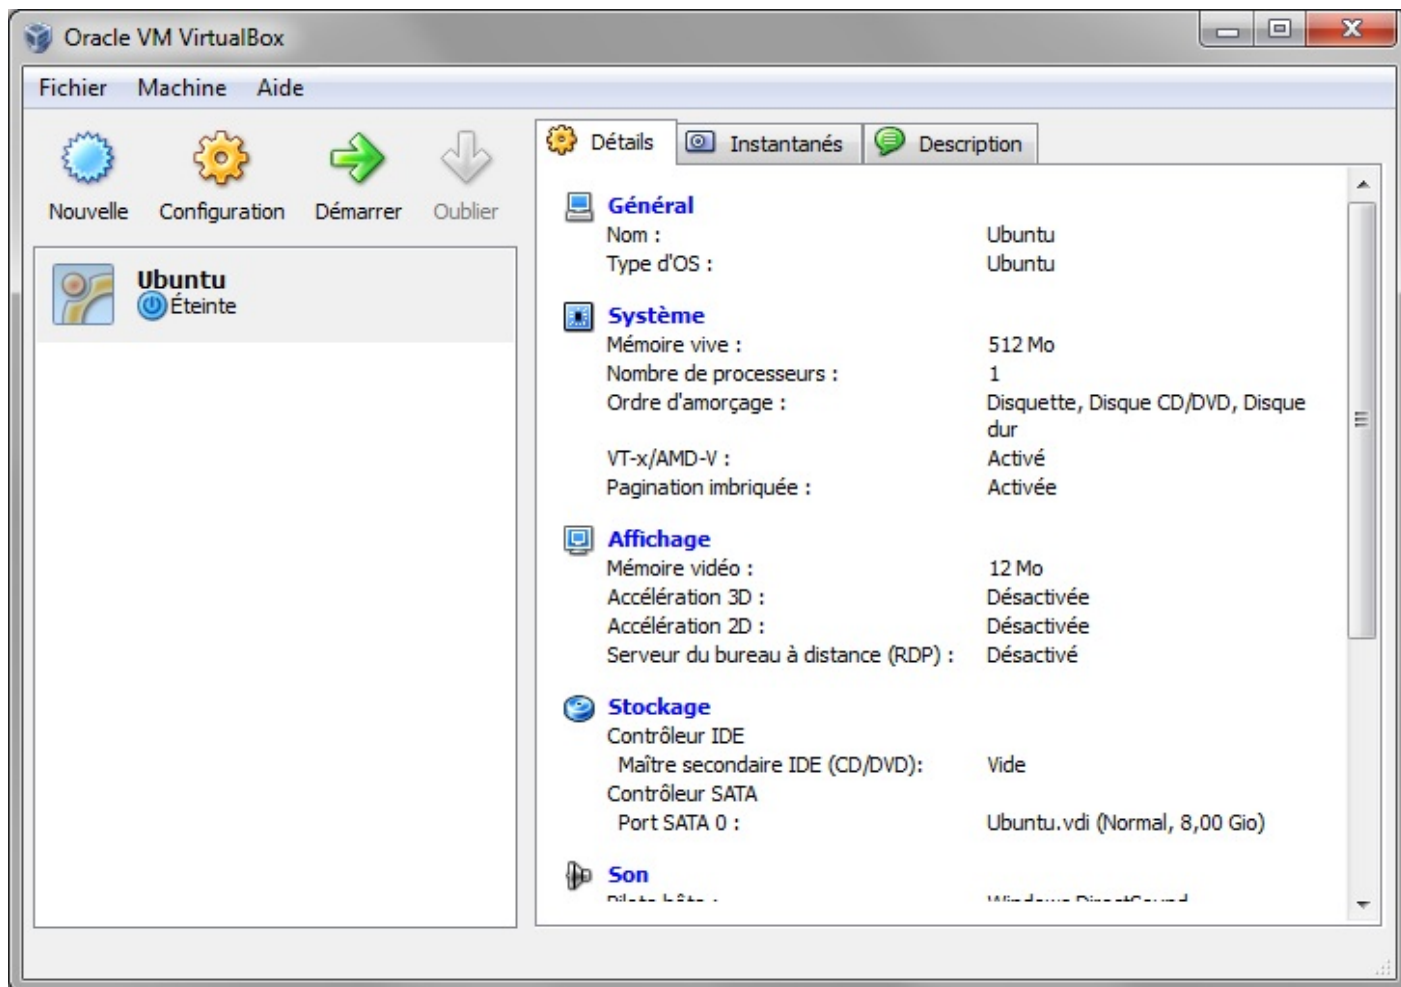 Oracle VM VirtualBox
Fichier Machine Aide
Nouvelle Configuration Démarrer Oublier
Ubuntu
Éteinte
Détails Instantanés Description
Général
Nom : Ubuntu
Type d'OS : Ubuntu
Système
Mémoire vive : 512 Mo
Nombre de processeurs : 1
Ordre d'amorçage : Disquette, Disque CD/DVD, Disque
dur
VT-x/AMD-V : Activé
Pagination imbriquée : Activée
Affichage
Mémoire vidéo : 12 Mo
Accélération 3D : Désactivée
Accélération 2D : Désactivée
Serveur du bureau à distance (RDP) : Désactivé
Stockage
Contrôleur IDE
Maître secondaire IDE (CD/DVD): Vide
Contrôleur SATA
Port SATA 0 : Ubuntu.vdi (Normal, 8,00 Gio)
Son
Pilote hôte : Windows DirectSound